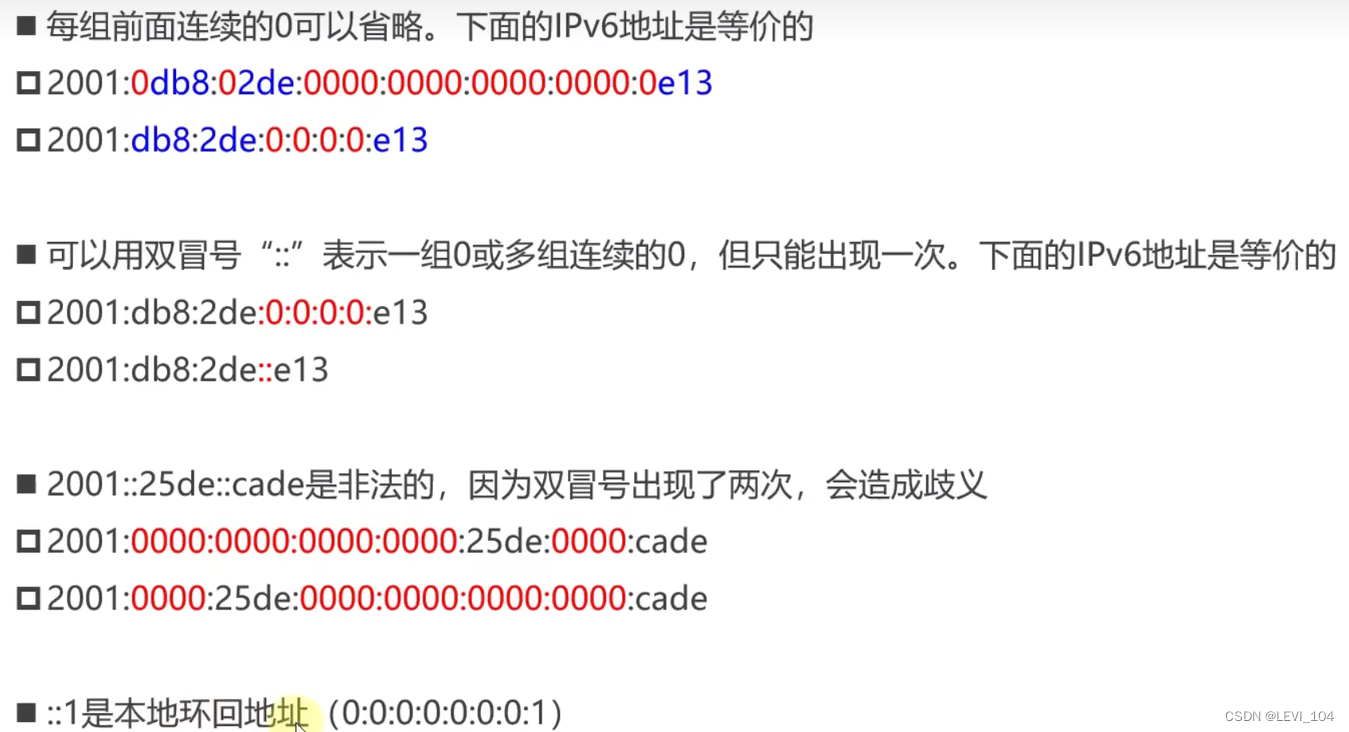 ■ 每组前面连续的0可以省略。下面的IPv6地址是等价的
2001:0db8:02de:0000:0000:0000:0000:0e13
2001:db8:2de:0:0:0:0:e13
■ 可以用双冒号“::”表示一组0或多组连续的0，但只能出现一次。下面的IPv6地址是等价的
2001:db8:2de:0:0:0:0:e13
2001:db8:2de::e13
■ 2001::25de::cade是非法的，因为双冒号出现了两次，会造成歧义
2001:0000:0000:0000:0000:25de:0000:cade
2001:0000:25de:0000:0000:0000:0000:cade
■ ::1是本地环回地址（0:0:0:0:0:0:0:1）
CSDN @LEVI_104